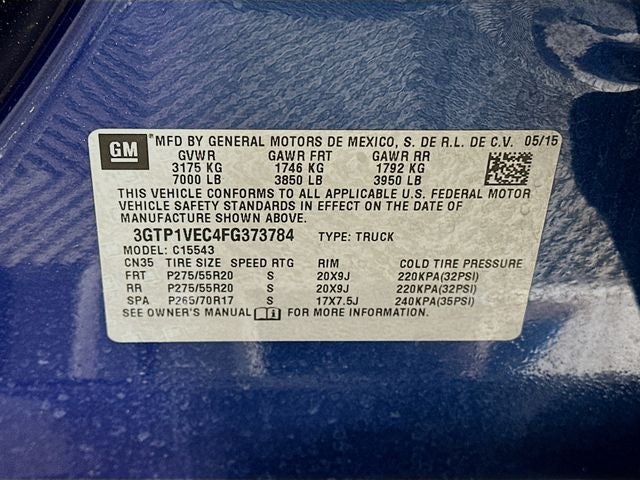 GM ®MFD BY GENERAL MOTORS DE MEXICO, S. DE R.L. DE C.V. 05/15
GVWR GAWR FRT GAWR RR
3175 KG 1746 KG 1792 KG
7000 LB 3850 LB 3950 LB
THIS VEHICLE CONFORMS TO ALL APPLICABLE U.S. FEDERAL MOTOR
VEHICLE SAFETY STANDARDS IN EFFECT ON THE DATE OF
MANUFACTURE SHOWN ABOVE.
3GTP1VEC4FG373784 TYPE: TRUCK
MODEL: C15543
CN35 TIRE SIZE SPEED RTG RIM COLD TIRE PRESSURE
FRT P275/55R20 S 20X9J 220KPA(32PSI)
RR P275/55R20 S 20X9J 220KPA(32PSI)
SPA P265/70R17 S 17X7.5J 240KPA(35PSI)
SEE OWNER'S MANUAL i FOR MORE INFORMATION.